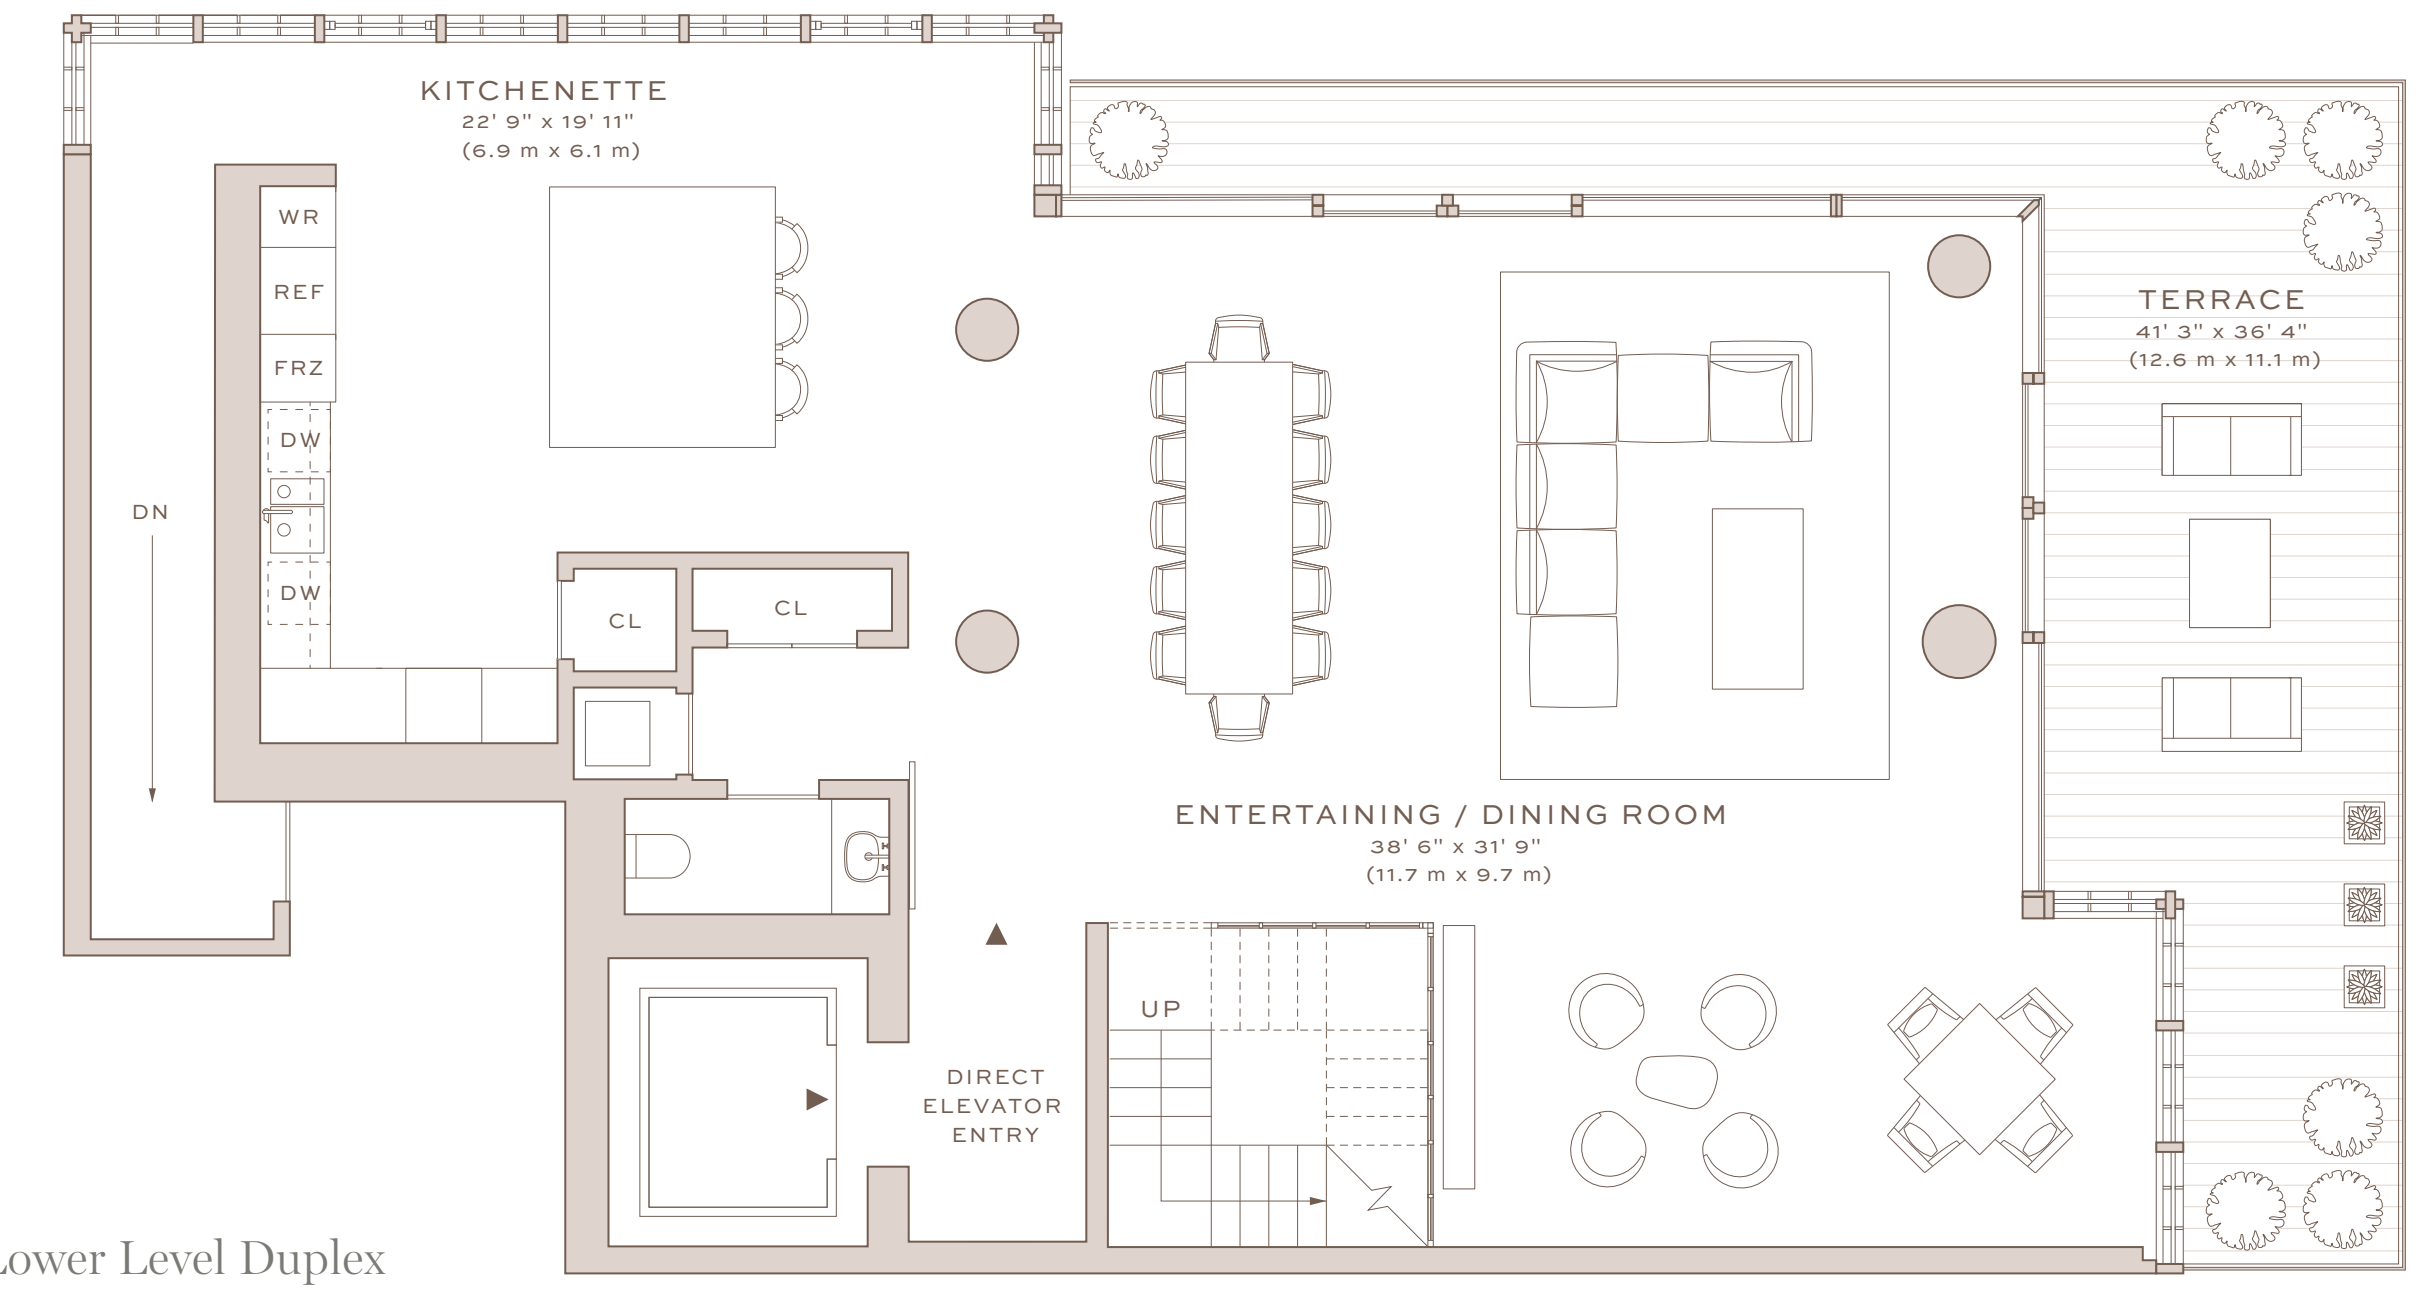 KITCHENETTE
22' 9" x 19' 11"
(6.9 m x 6.1 m)
WR
REF
FRZ
DW
DW
DN
CL
CL
TERRACE
41' 3" x 36' 4"
(12.6 m x 11.1 m)
ENTERTAINING / DINING ROOM
38' 6" x 31' 9"
(11.7 m x 9.7 m)
UP
DIRECT
ELEVATOR
ENTRY
Lower Level Duplex